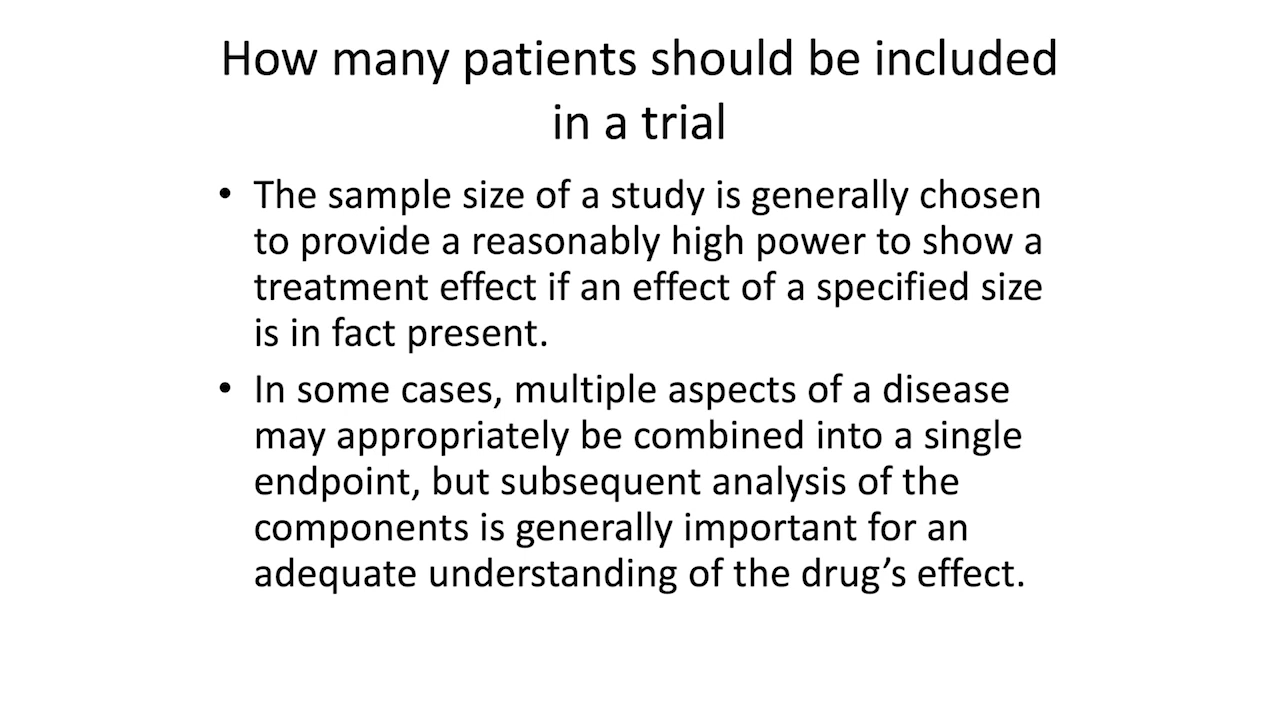 How many patients should be included
in a trial
• The sample size of a study is generally chosen
to provide a reasonably high power to show a
treatment effect if an effect of a specified size
is in fact present.
• In some cases, multiple aspects of a disease
may appropriately be combined into a single
endpoint, but subsequent analysis of the
components is generally important for an
adequate understanding of the drug’s effect.